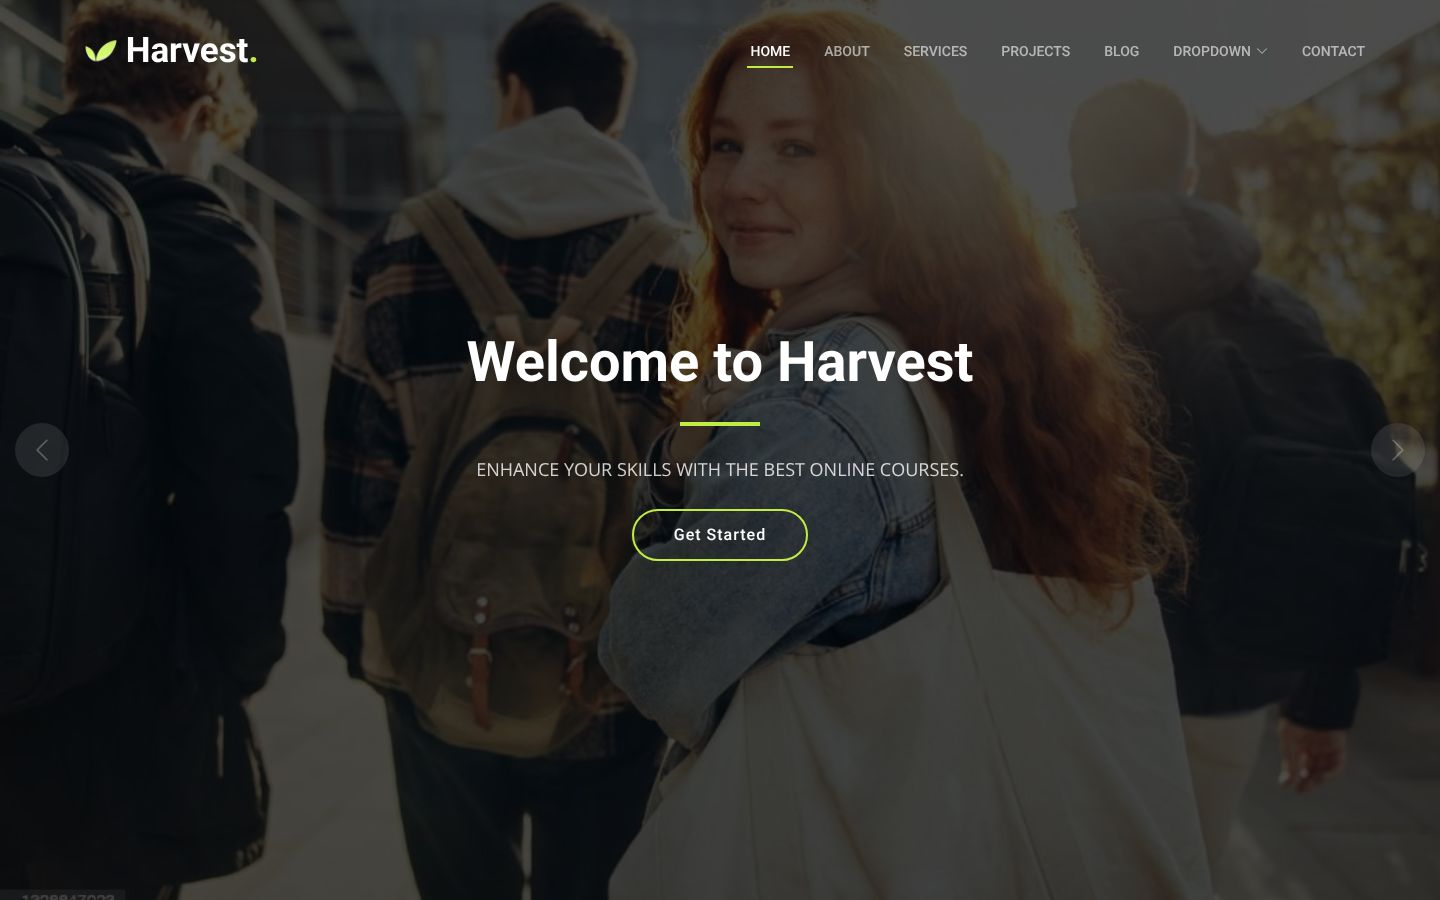 Harvest.
HOME
ABOUT
SERVICES
PROJECTS
BLOG
DROPDOWN
CONTACT
Welcome to Harvest
ENHANCE YOUR SKILLS WITH THE BEST ONLINE COURSES.
Get Started